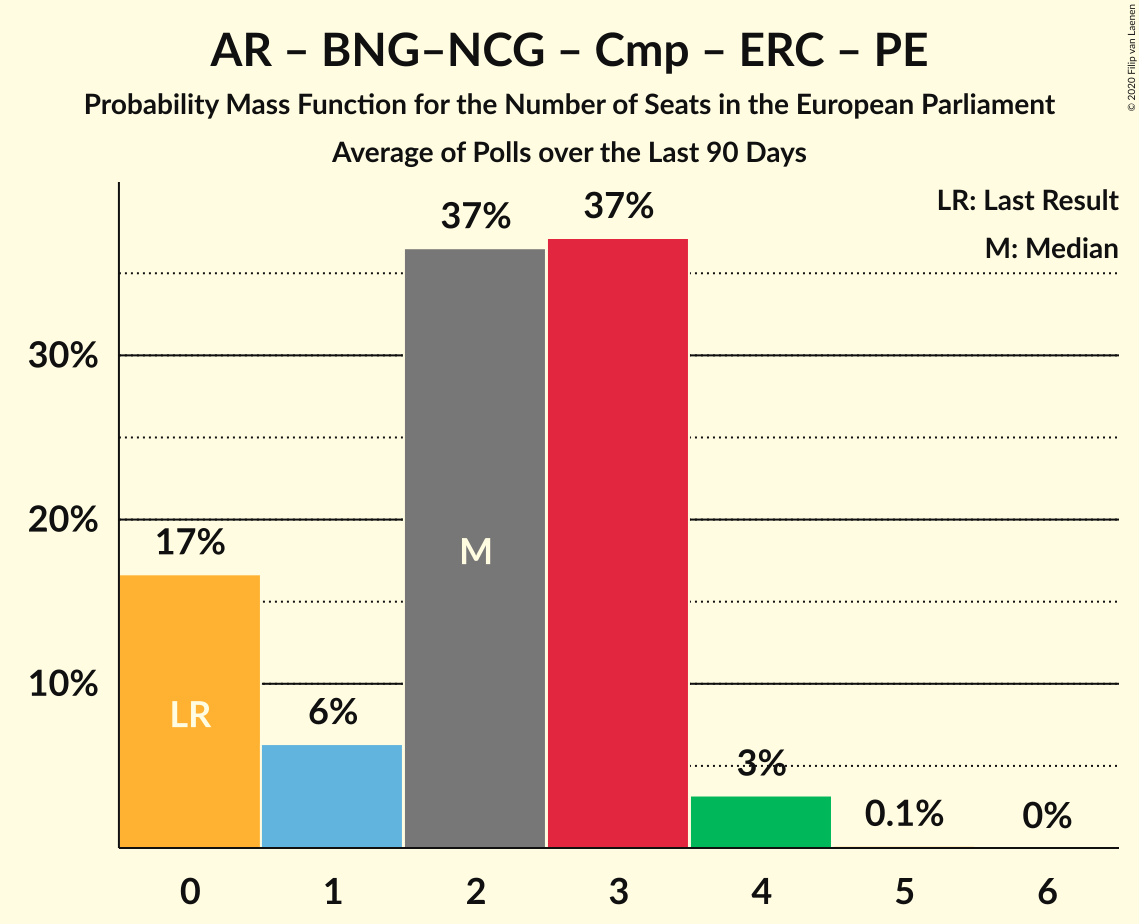 AR – BNG–NCG – Cmp – ERC – PE
Probability Mass Function for the Number of Seats in the European Parliament
Average of Polls over the Last 90 Days
© 2020 Filip van Laenen
LR: Last Result
M: Median
37%
37%
30%
20%
17%
M
10%
LR
6%
3%
0.1%
0%
0 1 2 3 4 5 6